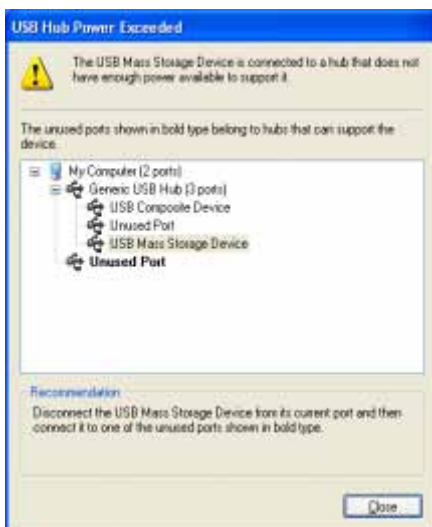 USB Hub Power Exceeded
The USB Mass Storage Device is connected to a hub that does not
have enough power available to support it.
The unused ports shown in bold type belong to hubs that can support the
device.
My Computer (2 ports)
Generic USB Hub (3 ports)
USB Composite Device
Unused Port
USB Mass Storage Device
Unused Port
Recommendation
Disconnect the USB Mass Storage Device from its current port and then
connect it to one of the unused ports shown in bold type.
Close